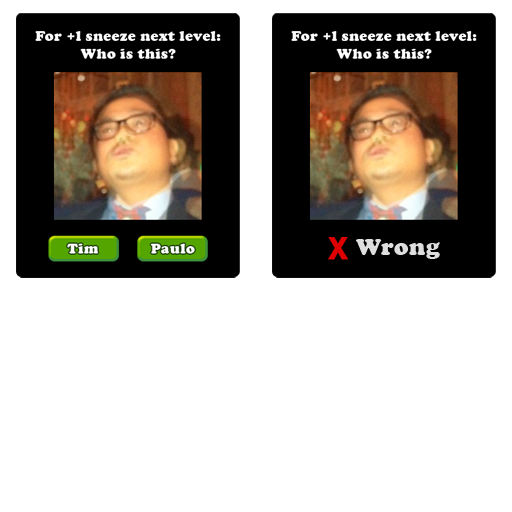 For +1 sneeze next level:
Who is this?
Tim
Paulo
For +1 sneeze next level:
Who is this?
X Wrong